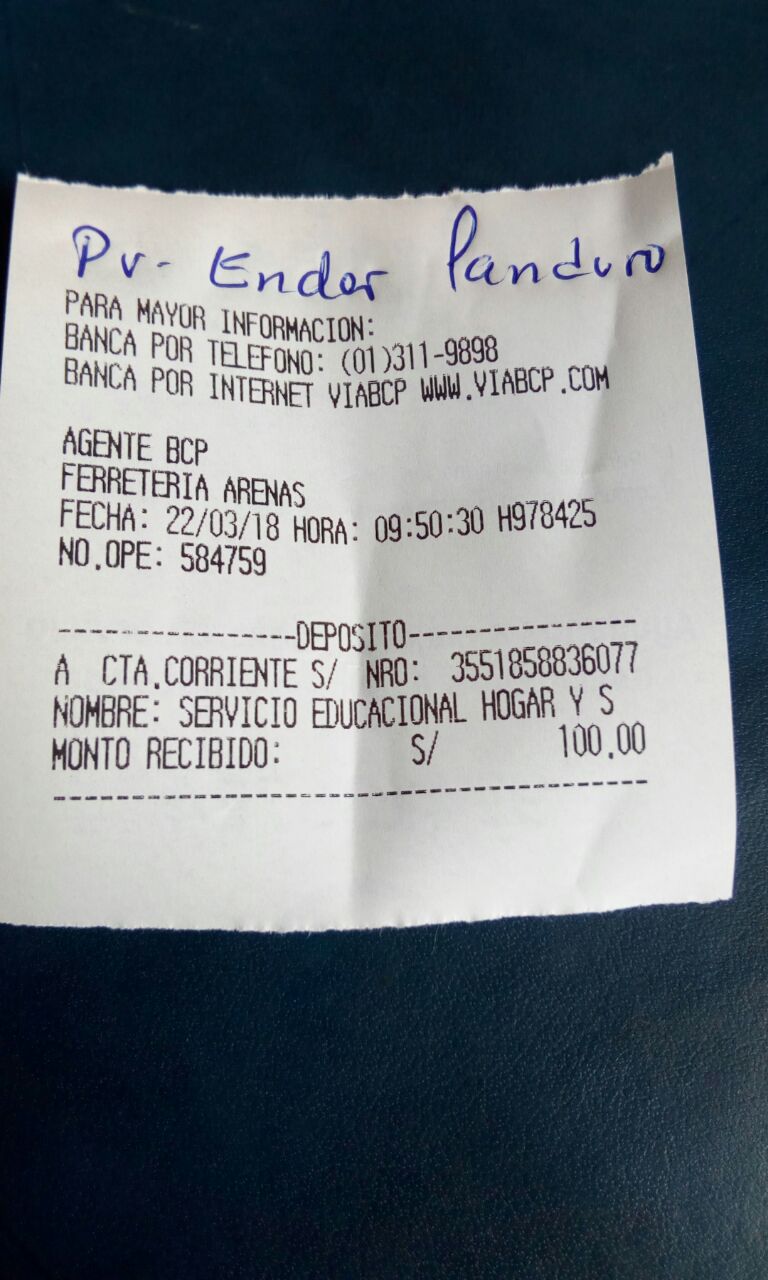 Pv- Ender Panduro
PARA MAYOR INFORMACION:
BANCA POR TELEFONO: (01)311-9898
BANCA POR INTERNET VIABCP WWW.VIABCP.COM
AGENTE BCP
FERRETERIA ARENAS
FECHA: 22/03/18 HORA: 09:50:30 H978425
NO.OPE: 584759
-----------------DEPOSITO----------------
A CTA.CORRIENTE S/ NRO: 3551858836077
NOMBRE: SERVICIO EDUCACIONAL HOGAR Y S
MONTO RECIBIDO: S/ 100.00